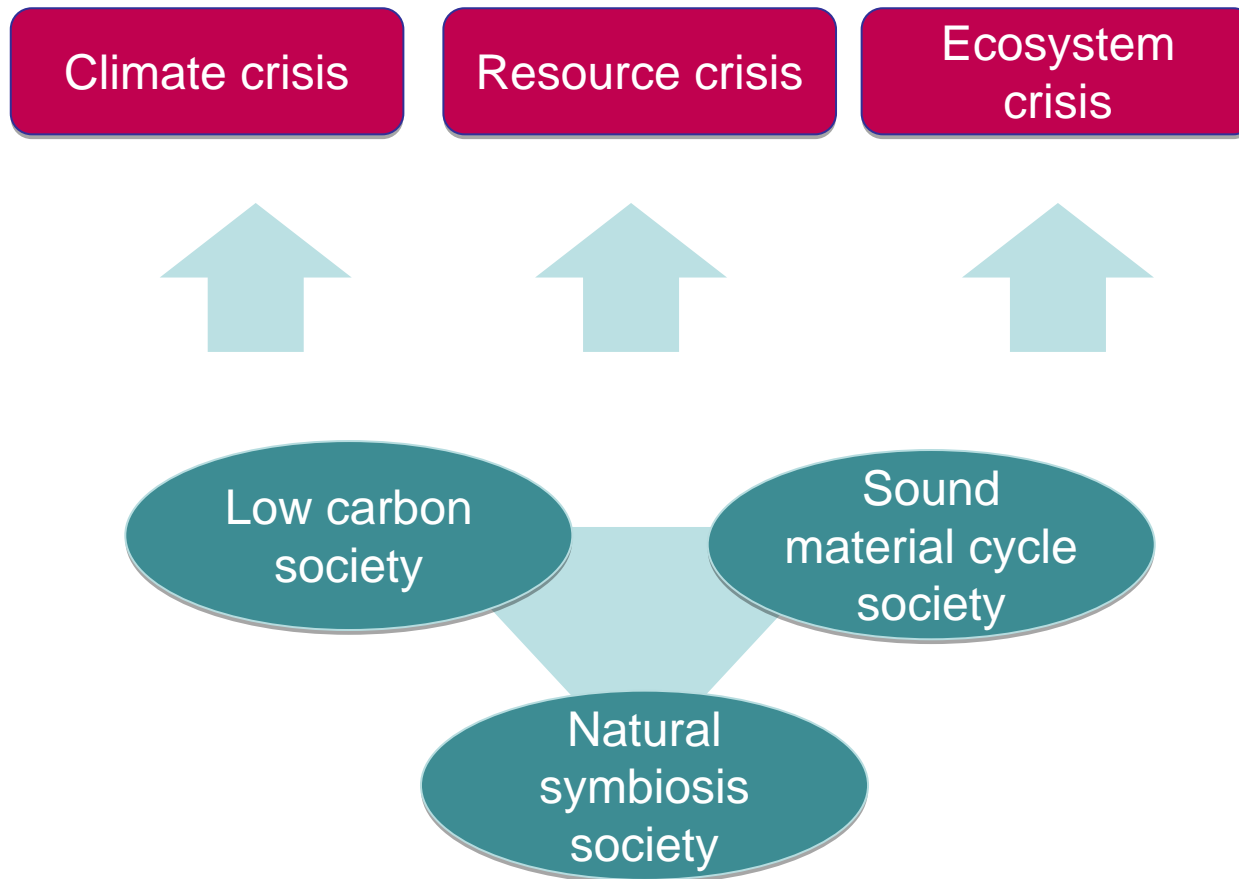 Climate crisis
Resource crisis
Ecosystem
crisis
Low carbon
society
Sound
material cycle
society
Natural
symbiosis
society